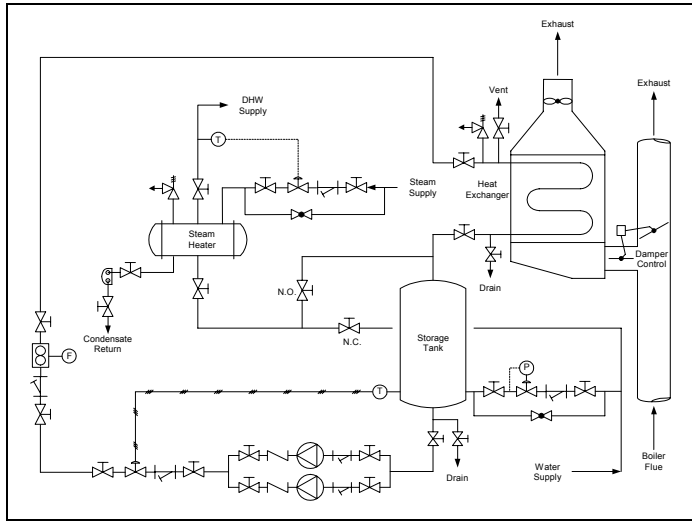 Exhaust
Exhaust
Vent
DHW
Supply
T
Steam
Supply
Heat
Exchanger
Steam
Heater
Damper
Control
Drain
N.O.
Condensate
Return
N.C.
Storage
Tank
F
T
P
Boiler
Flue
Water
Supply
Drain